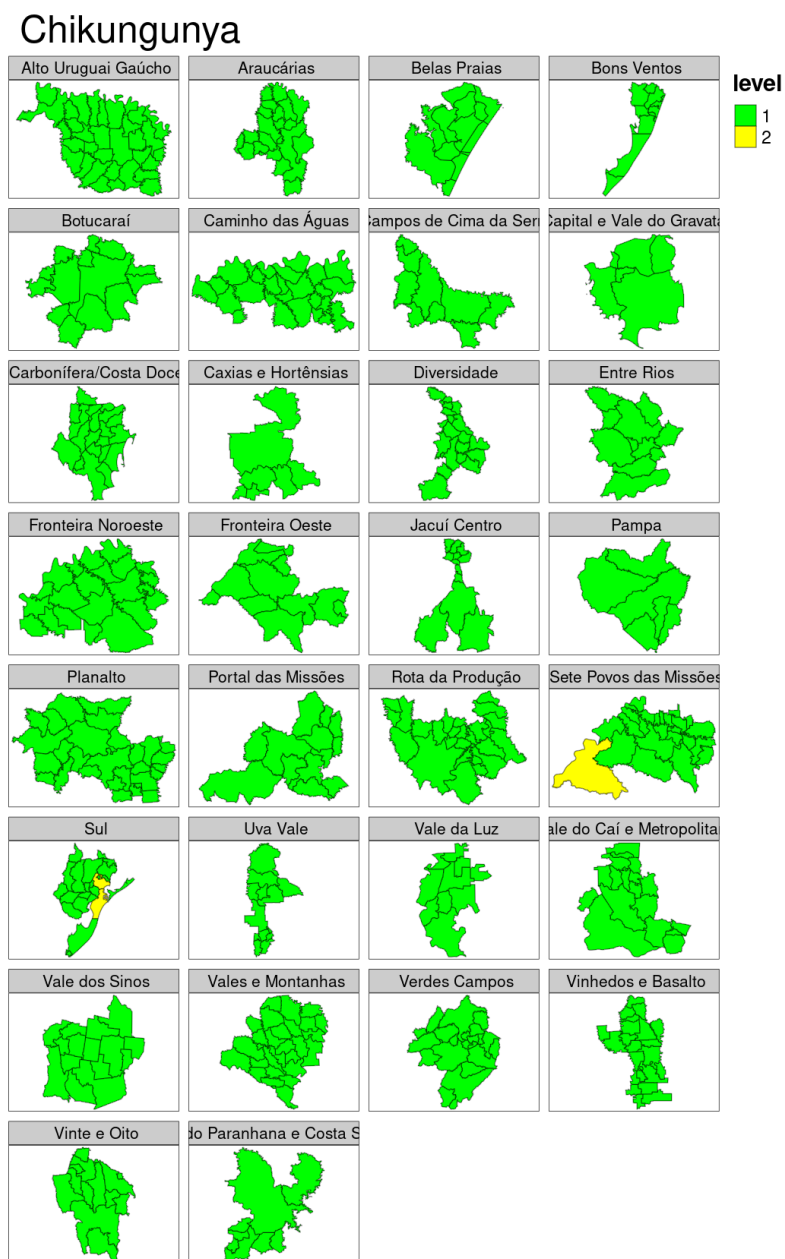 Chikungunya
Alto Uruguai Gaúcho
Araucárias
Belas Praias
Bons Ventos
level
1
2
Botucaraí
Caminho das Águas
Campos de Cima da Serr
Capital e Vale do Gravata
Carbonífera/Costa Doce
Caxias e Hortênsias
Diversidade
Entre Rios
Fronteira Noroeste
Fronteira Oeste
Jacuí Centro
Pampa
Planalto
Portal das Missões
Rota da Produção
Sete Povos das Missões
Sul
Uva Vale
Vale da Luz
ale do Caí e Metropolita
Vale dos Sinos
Vales e Montanhas
Verdes Campos
Vinhedos e Basalto
Vinte e Oito
do Paranhana e Costa S